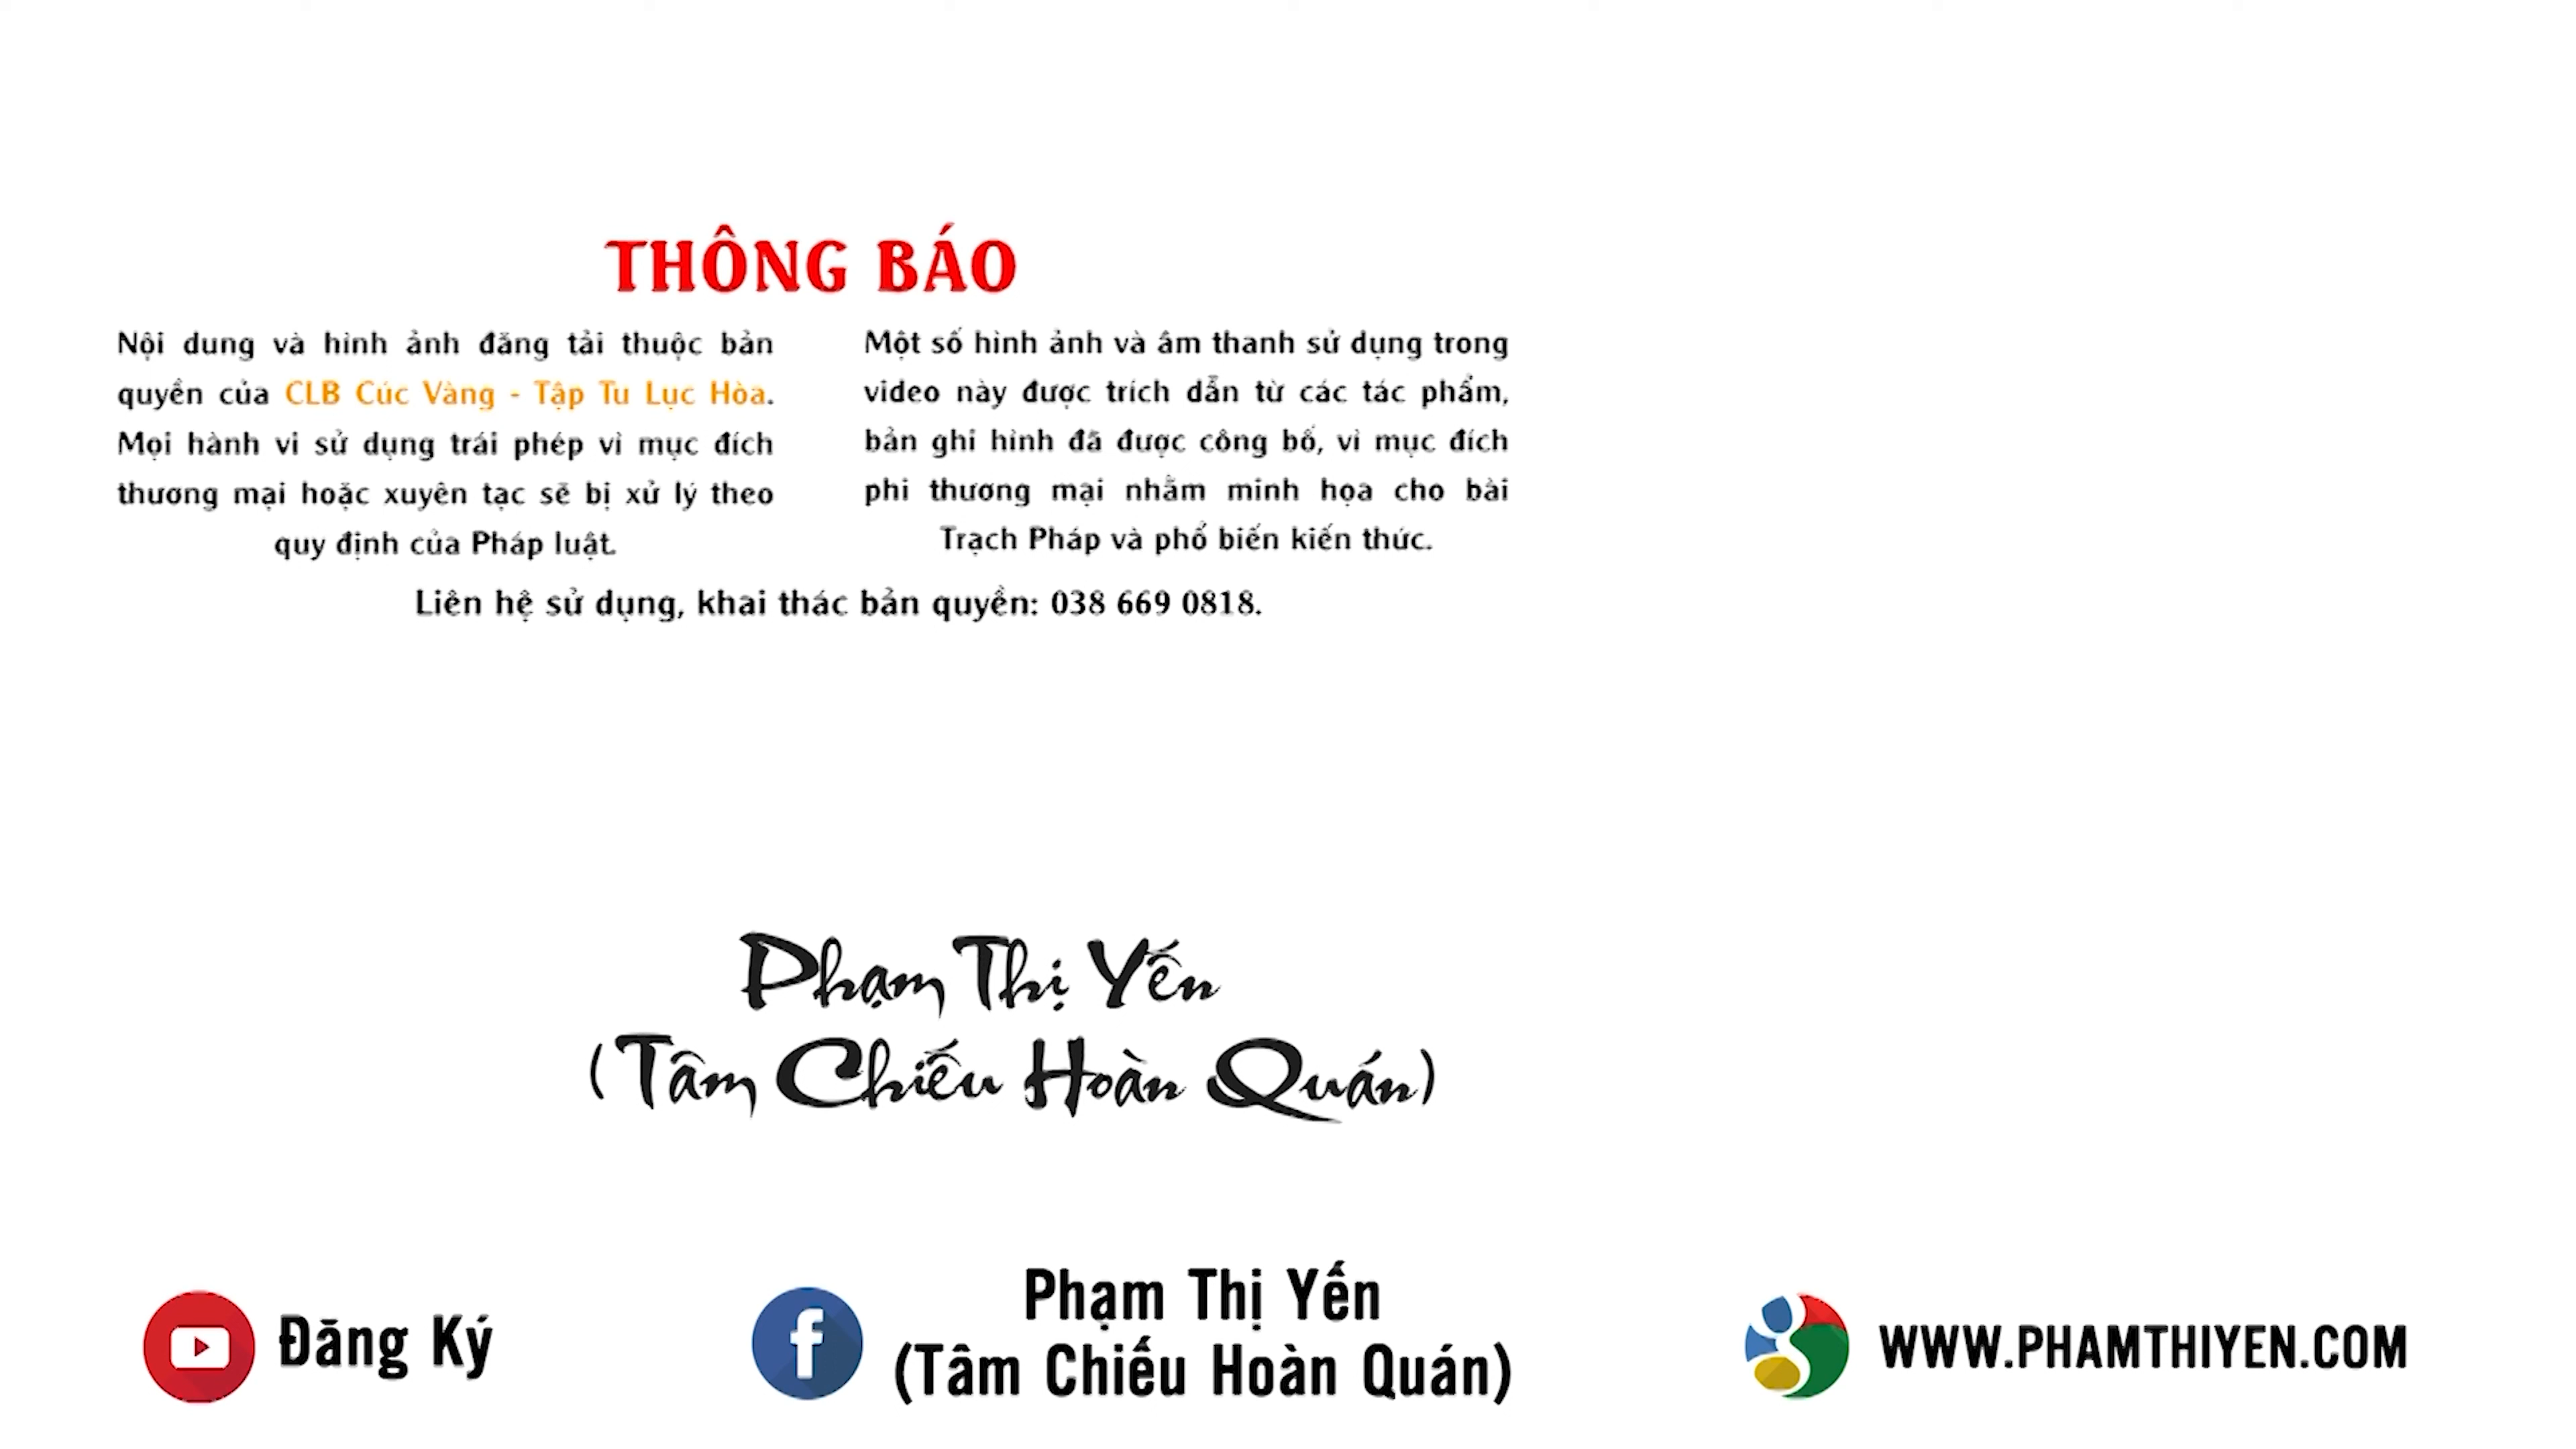 THÔNG BÁO
Nội dung và hình ảnh đăng tải thuộc bản
quyền của CLB Cúc Vàng - Tập Tu Lục Hòa.
Mọi hành vi sử dụng trái phép vì mục đích
thương mại hoặc xuyên tạc sẽ bị xử lý theo
quy định của Pháp luật.
Một số hình ảnh và âm thanh sử dụng trong
video này được trích dẫn từ các tác phẩm,
bản ghi hình đã được công bố, vì mục đích
phi thương mại nhằm minh họa cho bài
Trạch Pháp và phổ biến kiến thức.
Liên hệ sử dụng, khai thác bản quyền: 038 669 0818.
Phạm Thị Yến
(Tâm Chiếu Hoàn Quán)
Đăng Ký
Phạm Thị Yến
(Tâm Chiếu Hoàn Quán)
WWW.PHAMTHIYEN.COM